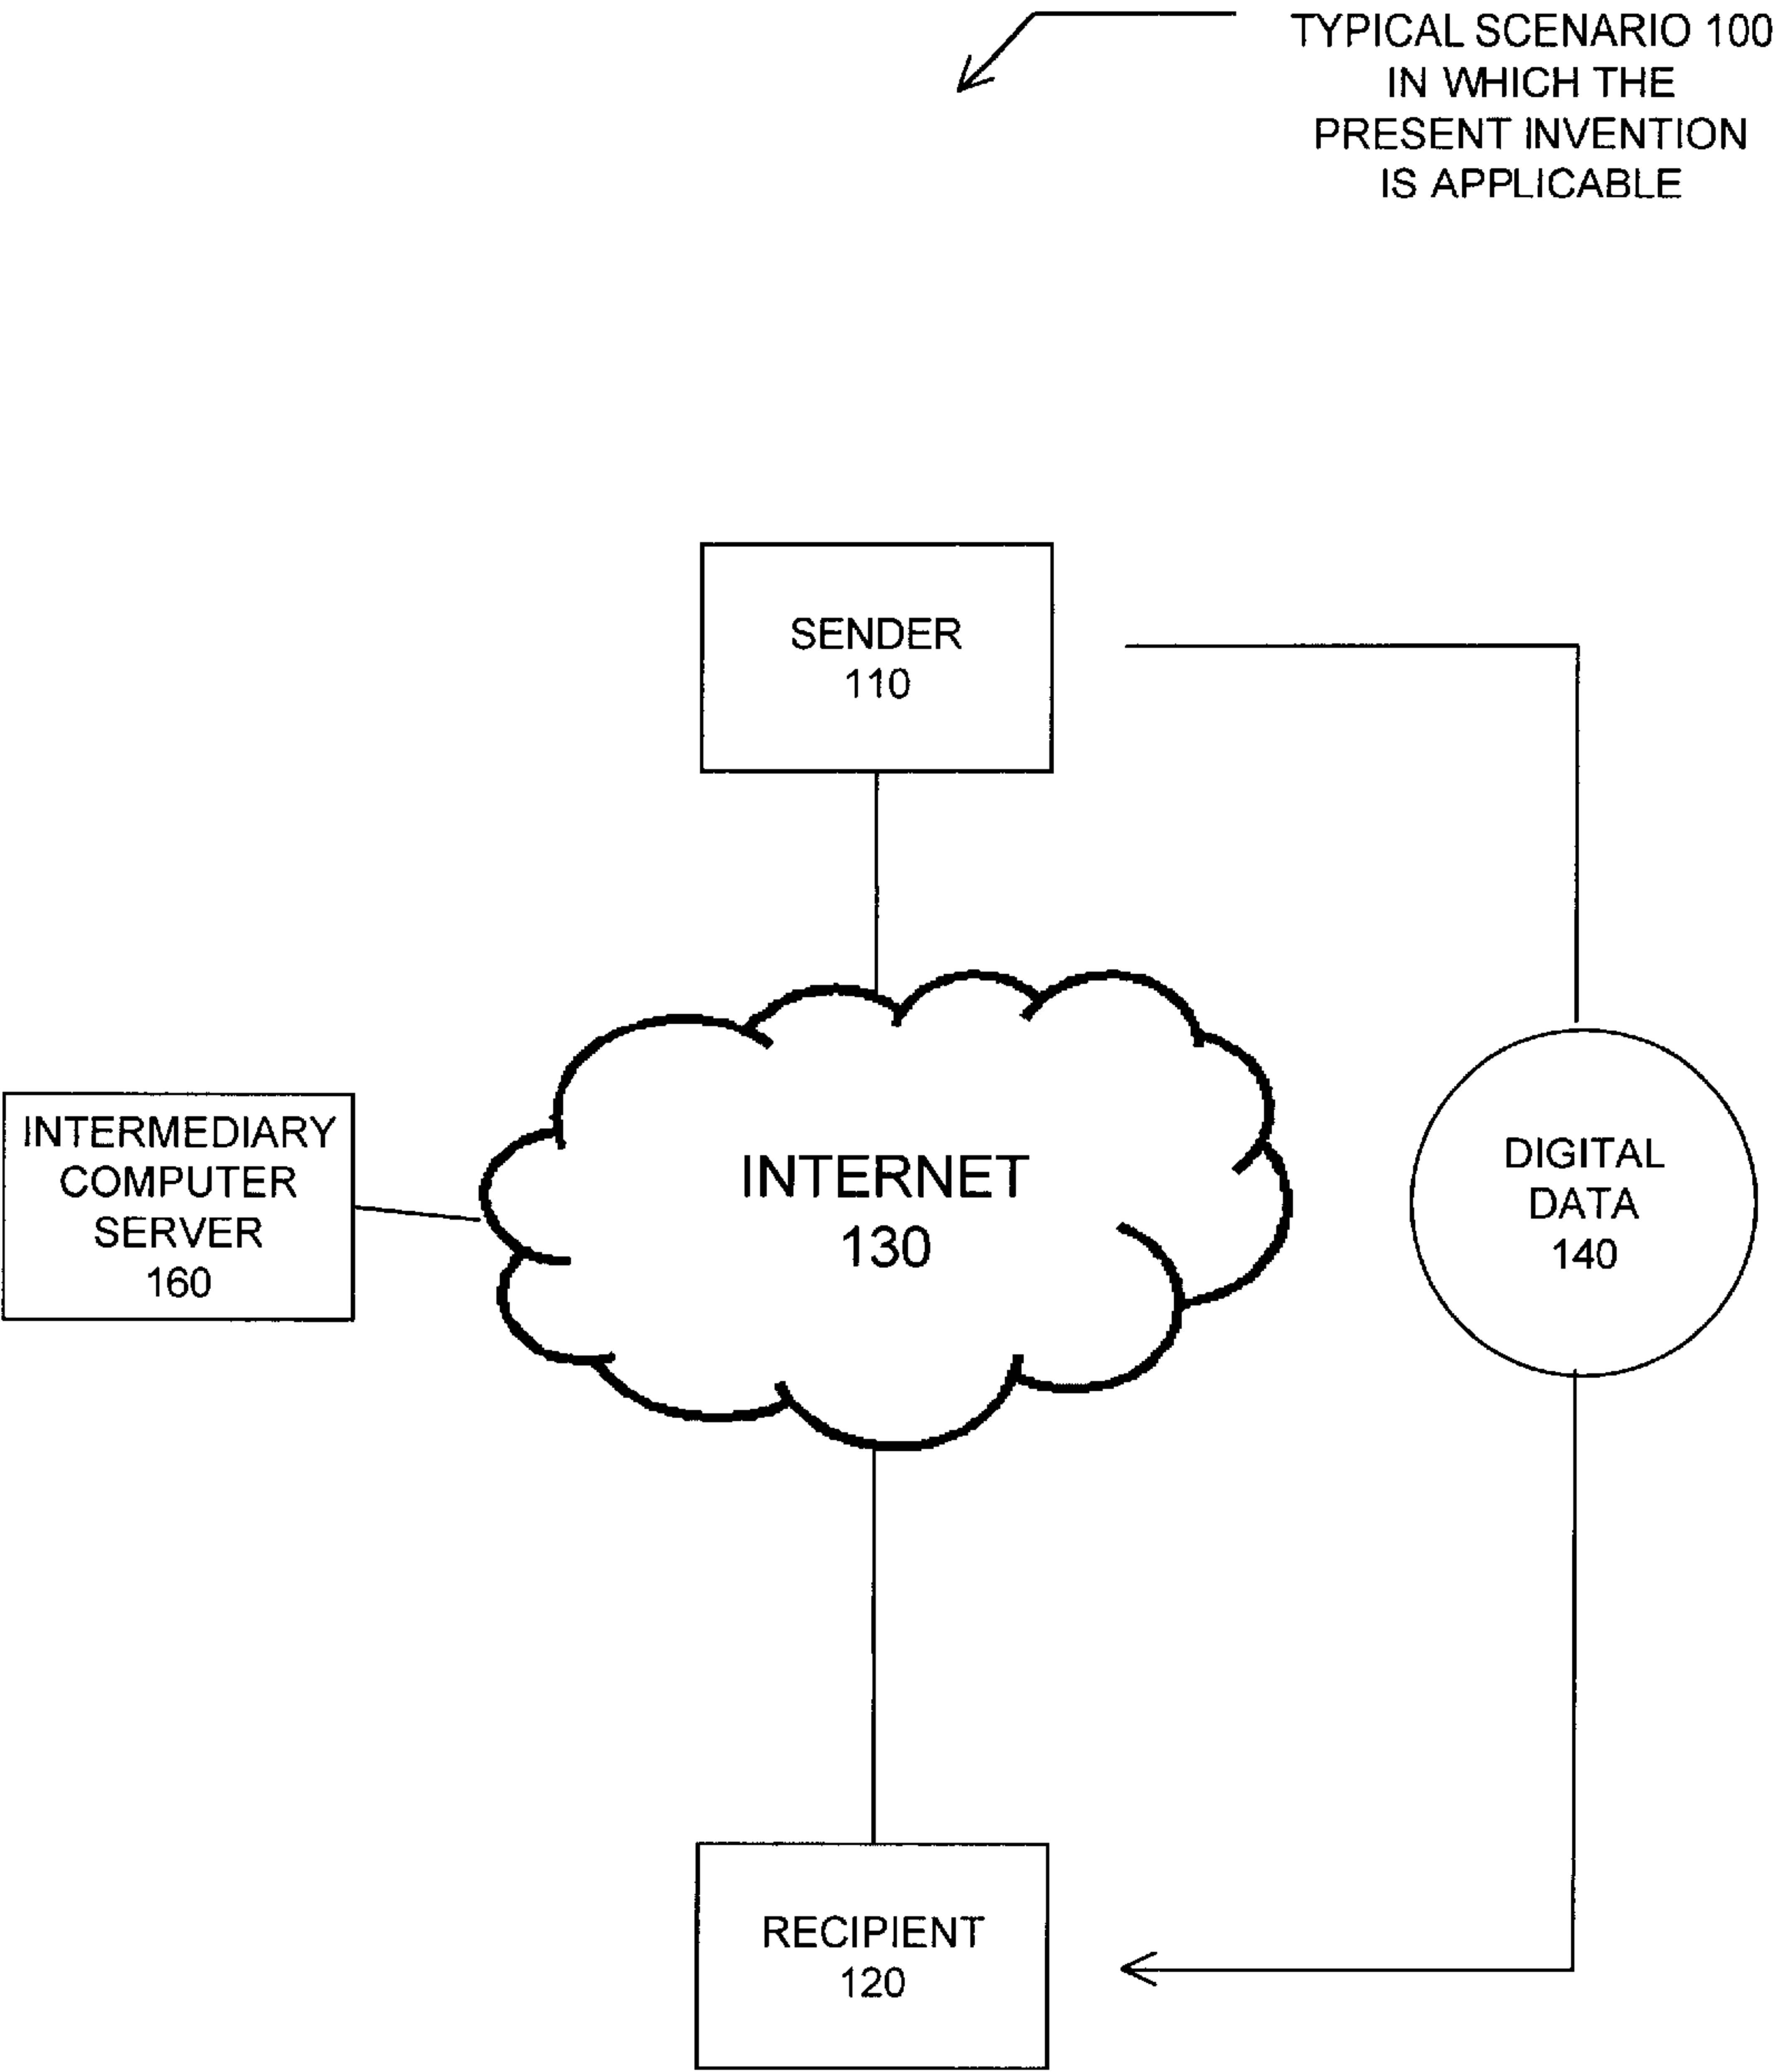 TYPICAL SCENARIO 100
IN WHICH THE
PRESENT INVENTION
IS APPLICABLE
SENDER
110
INTERMEDIARY
COMPUTER
SERVER
160
INTERNET
130
DIGITAL
DATA
140
RECIPIENT
120